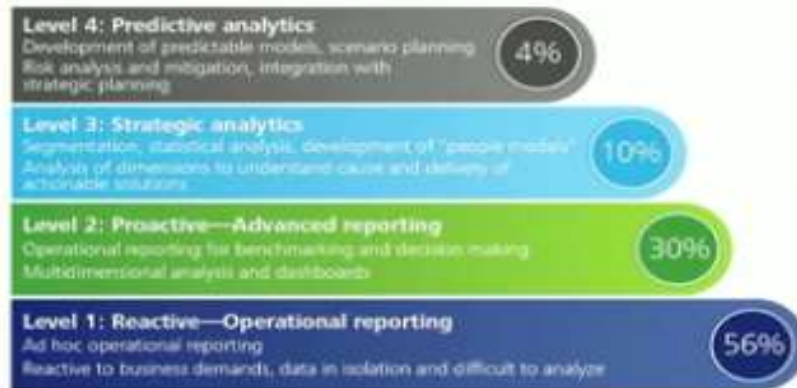 Level 4: Predictive analytics
Development of predictable models, scenario planning
Risk analysis and mitigation, integration with
strategic planning
4%
Level 3: Strategic analytics
Segmentation, statistical analysis, development of "people models"
Analysis of dimensions to understand cause and delivery of
actionable solutions
10%
Level 2: Proactive—Advanced reporting
Operational reporting for benchmarking and decision making
Multidimensional analysis and dashboards
30%
Level 1: Reactive—Operational reporting
Ad hoc operational reporting
Reactive to business demands, data in isolation and difficult to analyze
56%